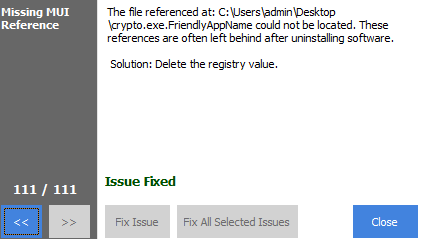 Missing MUI
Reference
The file referenced at: C:\Users\admin\Desktop
\crypto.exe.FriendlyAppName could not be located. These
references are often left behind after uninstalling software.
Solution: Delete the registry value.
111 / 111
Issue Fixed
<< >> Fix Issue Fix All Selected Issues Close